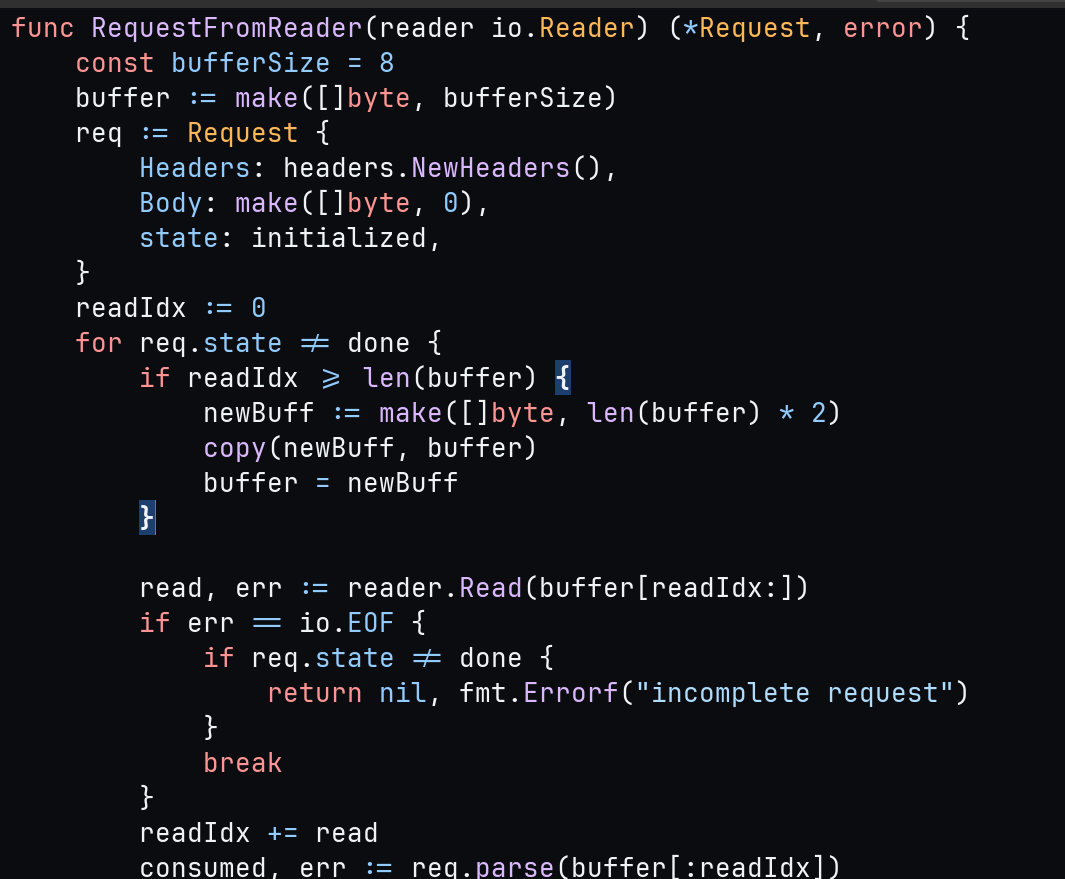 func RequestFromReader(reader io.Reader) (*Request, error) {
    const bufferSize = 8
    buffer := make([]byte, bufferSize)
    req := Request {
        Headers: headers.NewHeaders(),
        Body: make([]byte, 0),
        state: initialized,
    }
    readIdx := 0
    for req.state != done {
        if readIdx >= len(buffer) {
            newBuff := make([]byte, len(buffer) * 2)
            copy(newBuff, buffer)
            buffer = newBuff
        }

        read, err := reader.Read(buffer[readIdx:])
        if err == io.EOF {
            if req.state != done {
                return nil, fmt.Errorf("incomplete request")
            }
            break
        }
        readIdx += read
        consumed, err := req.parse(buffer[:readIdx])